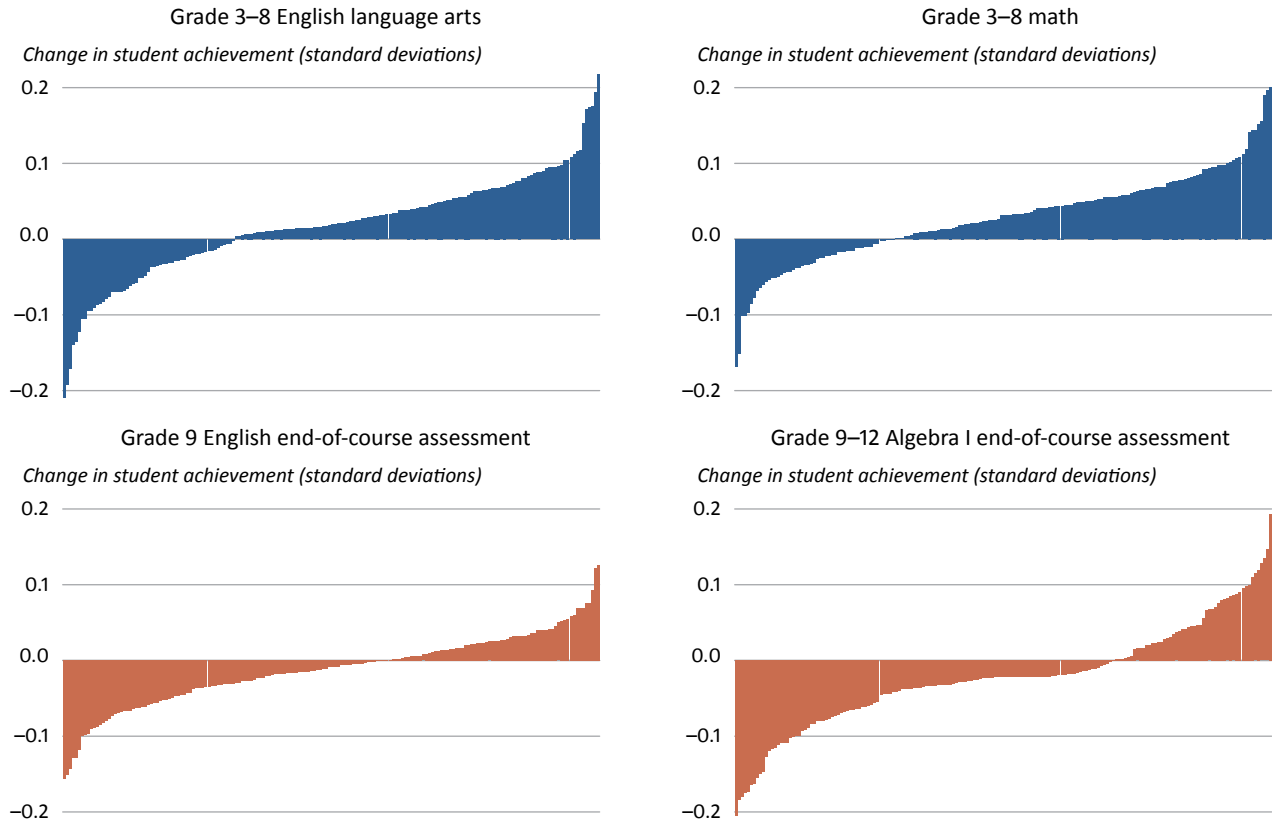 Grade 3–8 English language arts
Change in student achievement (standard deviations)
0.2
0.1
0.0
–0.1
–0.2
Grade 3–8 math
Change in student achievement (standard deviations)
0.2
0.1
0.0
–0.1
–0.2
Grade 9 English end-of-course assessment
Change in student achievement (standard deviations)
0.2
0.1
0.0
–0.1
–0.2
Grade 9–12 Algebra I end-of-course assessment
Change in student achievement (standard deviations)
0.2
0.1
0.0
–0.1
–0.2